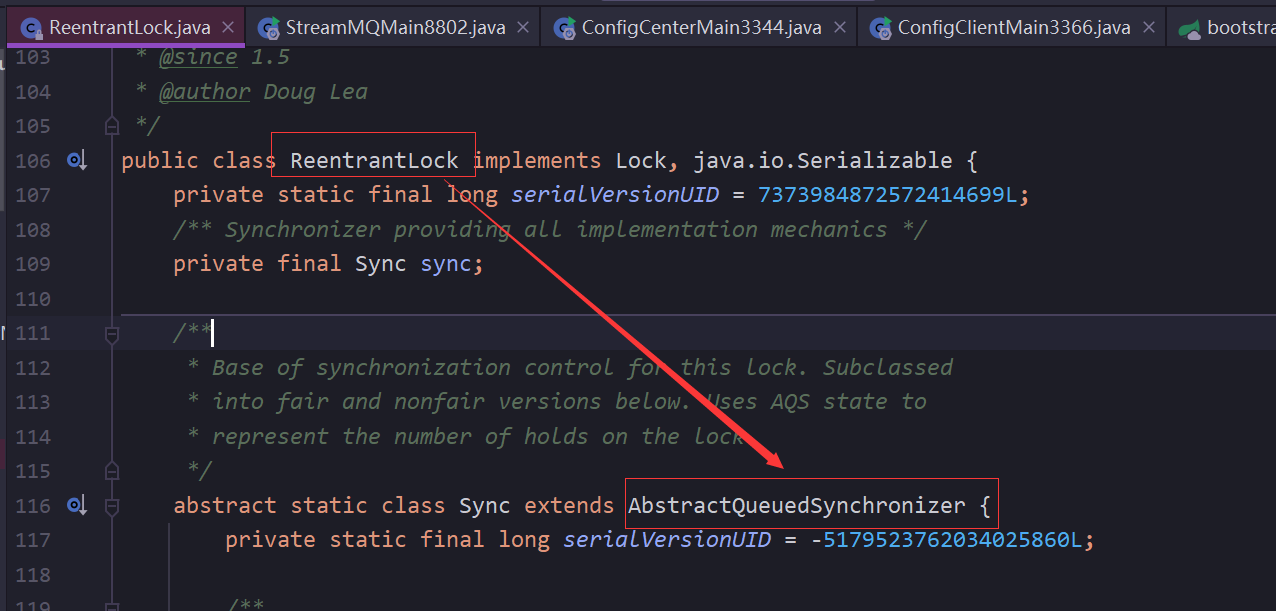 ReentrantLock.java × StreamMQMain8802.java × ConfigCenterMain3344.java × ConfigClientMain3366.java × bootstra
103 * @since 1.5
104 * @author Doug Lea
105 */
106 public class ReentrantLock implements Lock, java.io.Serializable {
107 private static final long serialVersionUID = 7373984872572414699L;
108 /** Synchronizer providing all implementation mechanics */
109 private final Sync sync;
110
111 /**
112 * Base of synchronization control for this lock. Subclassed
113 * into fair and nonfair versions below. Uses AQS state to
114 * represent the number of holds on the lock
115 */
116 abstract static class Sync extends AbstractQueuedSynchronizer {
117 private static final long serialVersionUID = -5179523762034025860L;
118
119 /**